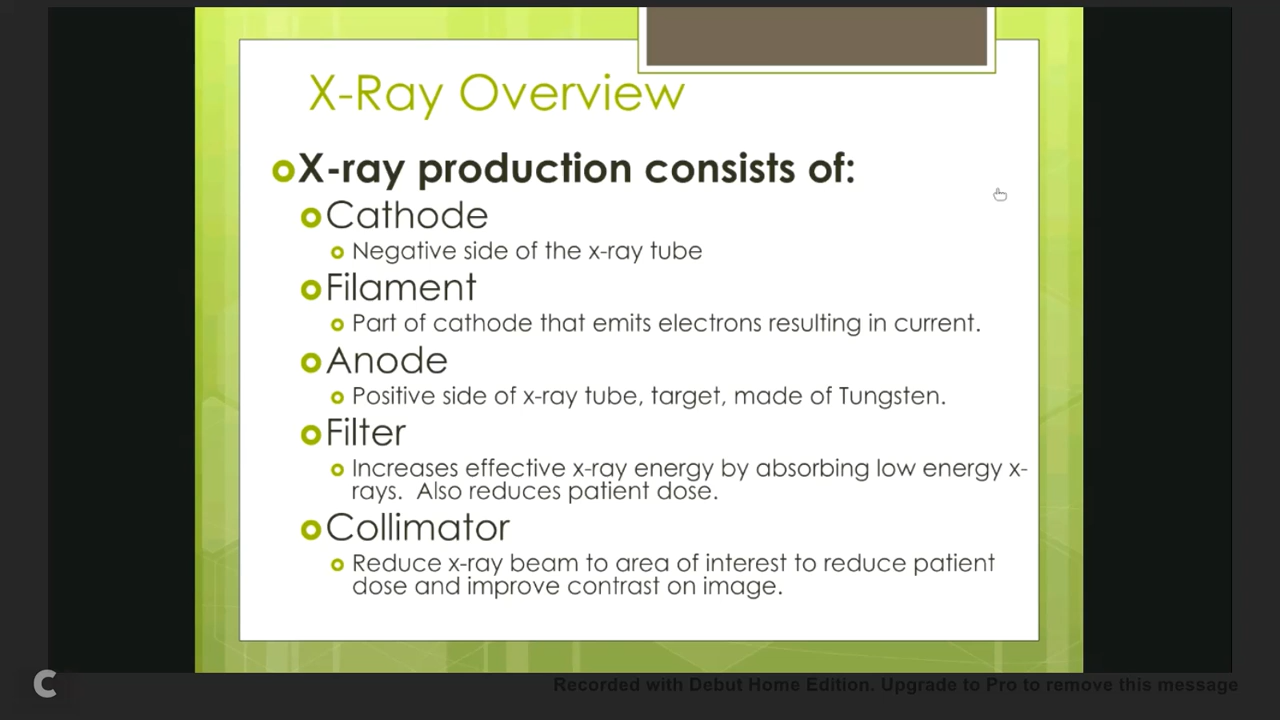 X-Ray Overview
X-ray production consists of:
Cathode
Negative side of the x-ray tube
Filament
Part of cathode that emits electrons resulting in current.
Anode
Positive side of x-ray tube, target, made of Tungsten.
Filter
Increases effective x-ray energy by absorbing low energy x-
rays.  Also reduces patient dose.
Collimator
Reduce x-ray beam to area of interest to reduce patient
dose and improve contrast on image.
C
Recorded with Debut Home Edition. Upgrade to Pro to remove this message